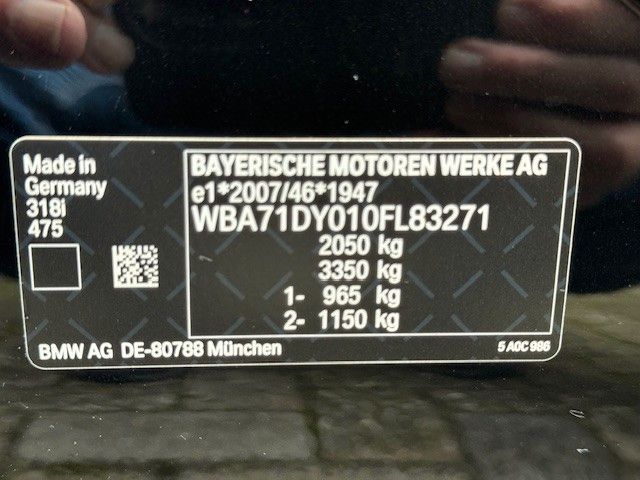 Made in
Germany
318i
475
BAYERISCHE MOTOREN WERKE AG
e1*2007/46*1947
WBA71DY010FL83271
2050 kg
3350 kg
1- 965 kg
2- 1150 kg
BMW AG DE-80788 München
5 A0C 986